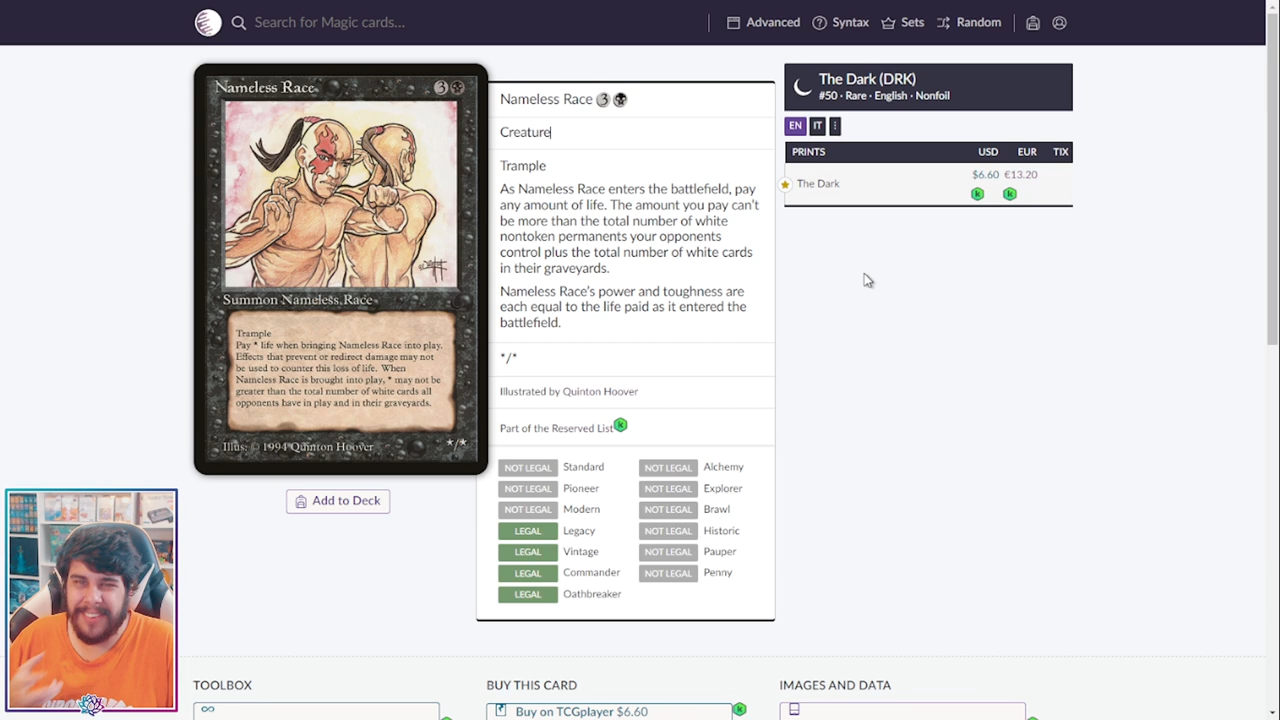 Search for Magic cards...
Advanced
Syntax
Sets
Random
Nameless Race 3
Summon Nameless Race
Trample
Pay * life when bringing Nameless Race into play.
Effects that prevent or redirect damage may not
be used to counter this loss of life. When
Nameless Race is brought into play, * may not be
greater than the total number of white cards all
opponents have in play and in their graveyards.
Illus: © 1994 Quinton Hoover
*/*
Add to Deck
Nameless Race 3
Creature
Trample
As Nameless Race enters the battlefield, pay
any amount of life. The amount you pay can't
be more than the total number of white
nontoken permanents your opponents
control plus the total number of white cards
in their graveyards.
Nameless Race's power and toughness are
each equal to the life paid as it entered the
battlefield.
*/*
Illustrated by Quinton Hoover
Part of the Reserved List
NOT LEGAL Standard NOT LEGAL Alchemy
NOT LEGAL Pioneer NOT LEGAL Explorer
NOT LEGAL Modern NOT LEGAL Brawl
LEGAL Legacy NOT LEGAL Historic
LEGAL Vintage NOT LEGAL Pauper
LEGAL Commander NOT LEGAL Penny
LEGAL Oathbreaker
The Dark (DRK)
#50 · Rare · English · Nonfoil
EN IT
PRINTS USD EUR TIX
The Dark $6.60 €13.20
TOOLBOX
BUY THIS CARD
Buy on TCGplayer $6.60
IMAGES AND DATA